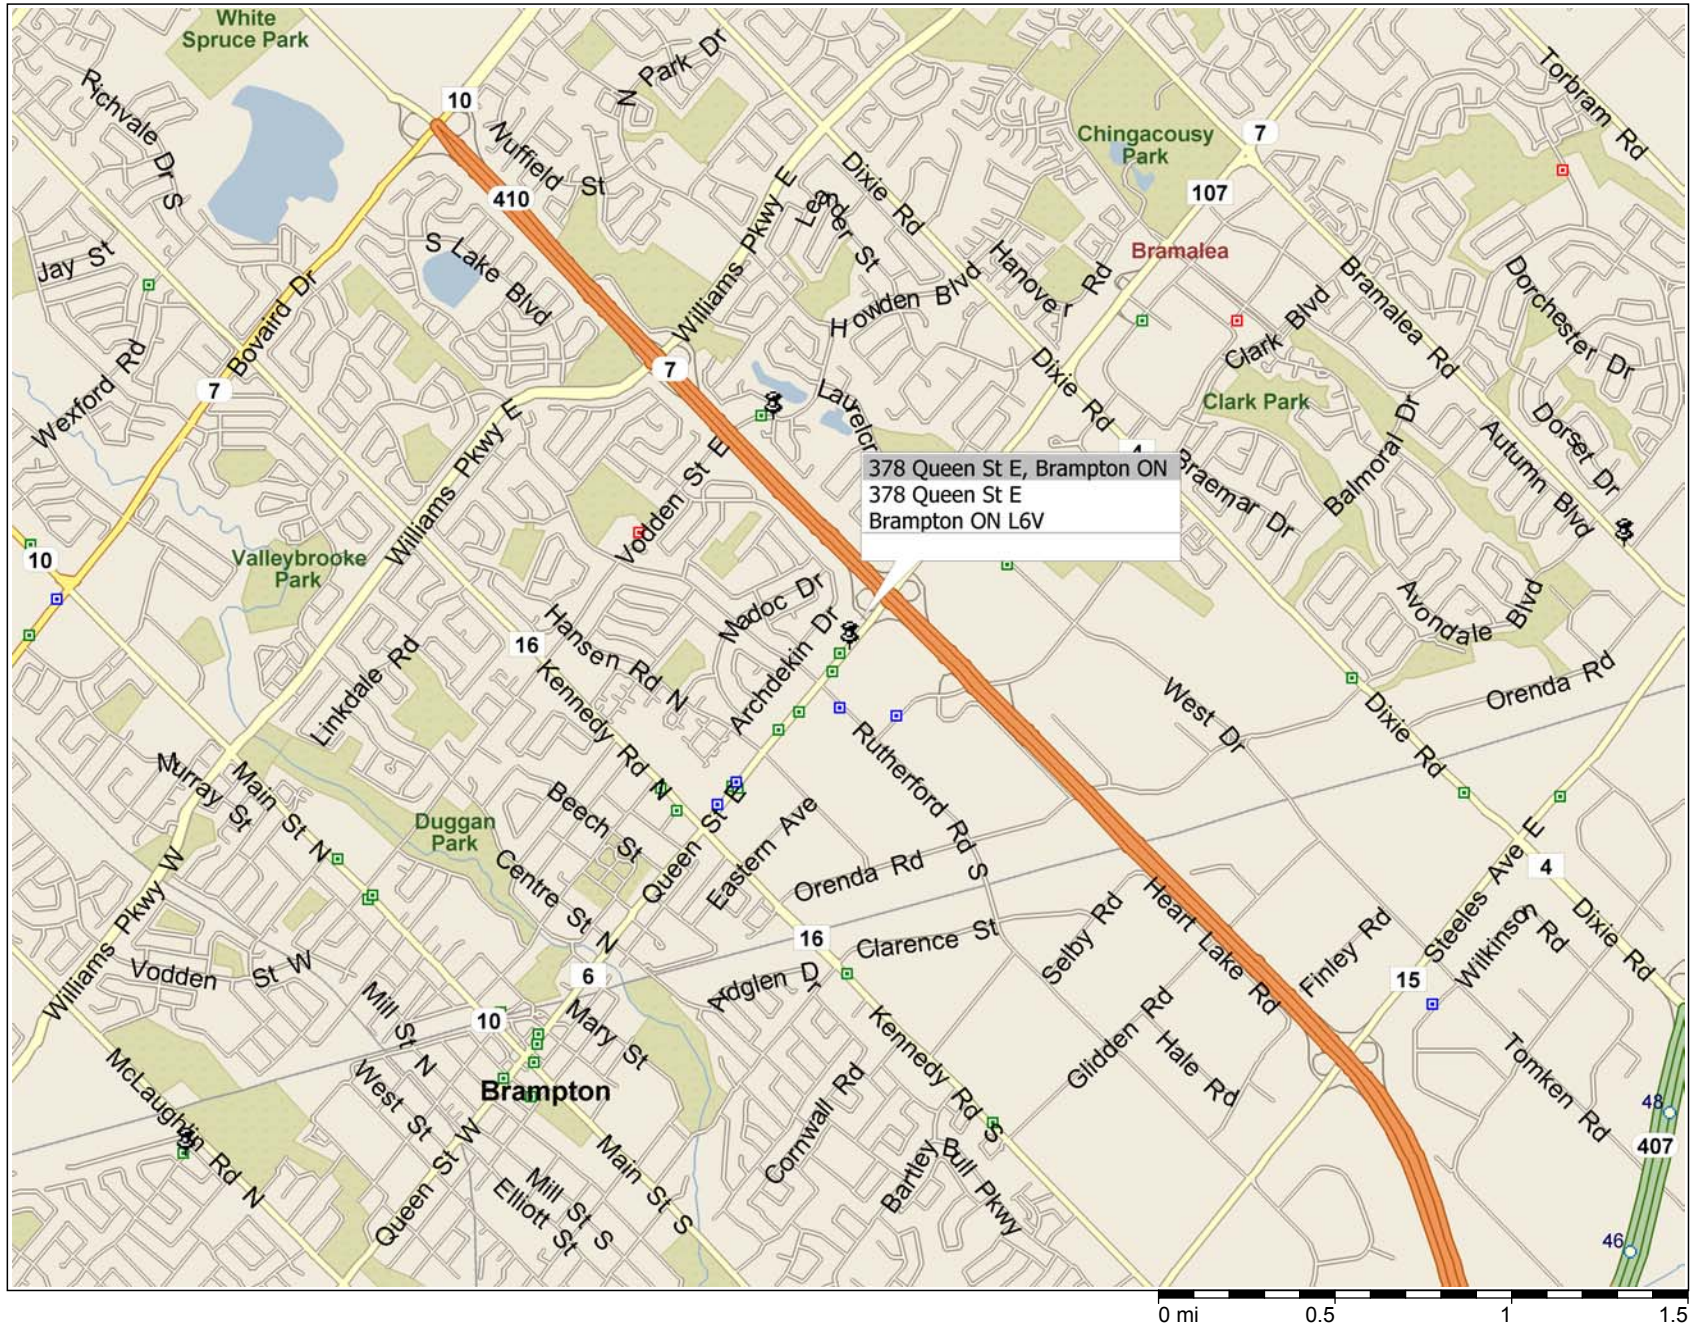 White
Spruce Park
10
N Park Dr
Torbram Rd
Richvale Dr S
Nuffield St
Chingacousy
Park
7
410
Dixie Rd
107
Leander St
Williams Pkwy E
Bramalea
Jay St
S Lake Blvd
Hanover Rd
Howden Blvd
Bramalea Rd
Dorchester Dr
Bovaird Dr
Clark Blvd
7
7
Wexford Rd
Dixie Rd
Clark Park
Balmoral Dr
Dorset Dr
Autumn Blvd
Williams Pkwy E
Vodden St E
4
Braemar Dr
378 Queen St E, Brampton ON
378 Queen St E
Brampton ON L6V
10
Valleybrooke
Park
Madoc Dr
Avondale Blvd
16
Hansen Rd N
Archdekin Dr
Linkdale Rd
Kennedy Rd N
West Dr
Orenda Rd
Dixie Rd
Rutherford Rd S
Murray St
Main St N
Beech St
Duggan
Park
Queen St E
Eastern Ave
Centre St N
Orenda Rd
Williams Pkwy W
4
Heart Lake Rd
Steeles Ave E
Wilkinson Rd
Dixie Rd
Selby Rd
Finley Rd
16
Clarence St
Vodden St W
6
Ardglen Dr
15
Mill St N
10
Mary St
Kennedy Rd S
Glidden Rd
Hale Rd
Tomken Rd
McLaughlin Rd N
West St
Brampton
Cornwall Rd
48
407
Queen St W
Main St S
Mill St S
Elliott St
Bartley Bull Pkwy
46
0 mi 0.5 1 1.5